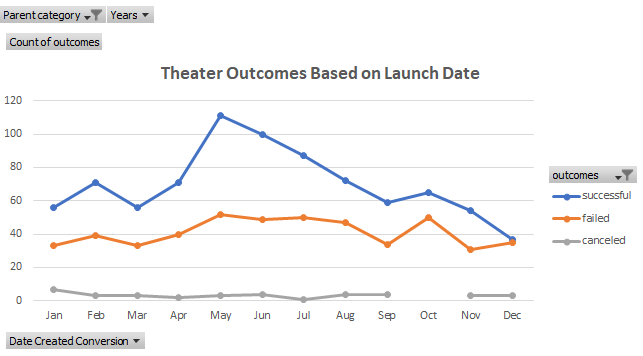 Parent category Years
Count of outcomes
Theater Outcomes Based on Launch Date
120
100
80
60
40
20
0
Jan Feb Mar Apr May Jun Jul Aug Sep Oct Nov Dec
outcomes
successful
failed
canceled
Date Created Conversion